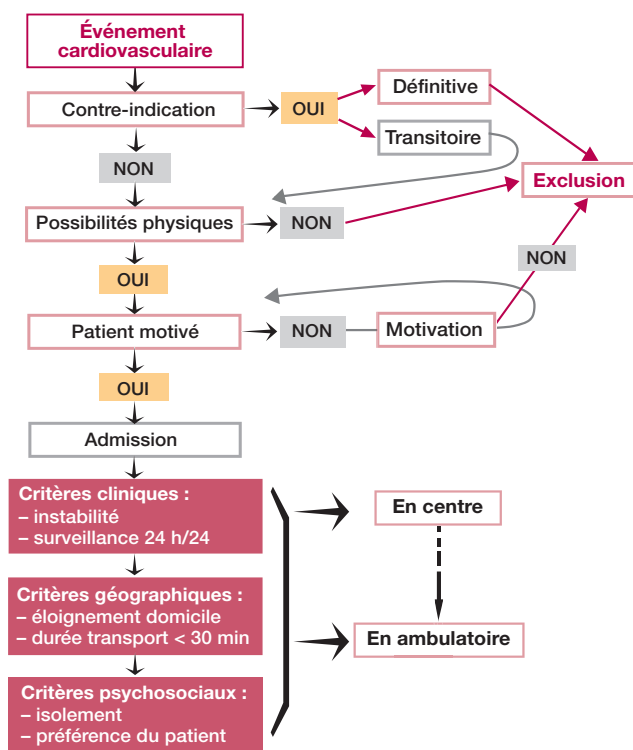 Événement
cardiovasculaire
Contre-indication
OUI
Définitive
Transitoire
NON
Exclusion
Possibilités physiques
NON
NON
OUI
Patient motivé
NON
Motivation
OUI
Admission
Critères cliniques :
– instabilité
– surveillance 24 h/24
En centre
Critères géographiques :
– éloignement domicile
– durée transport < 30 min
En ambulatoire
Critères psychosociaux :
– isolement
– préférence du patient